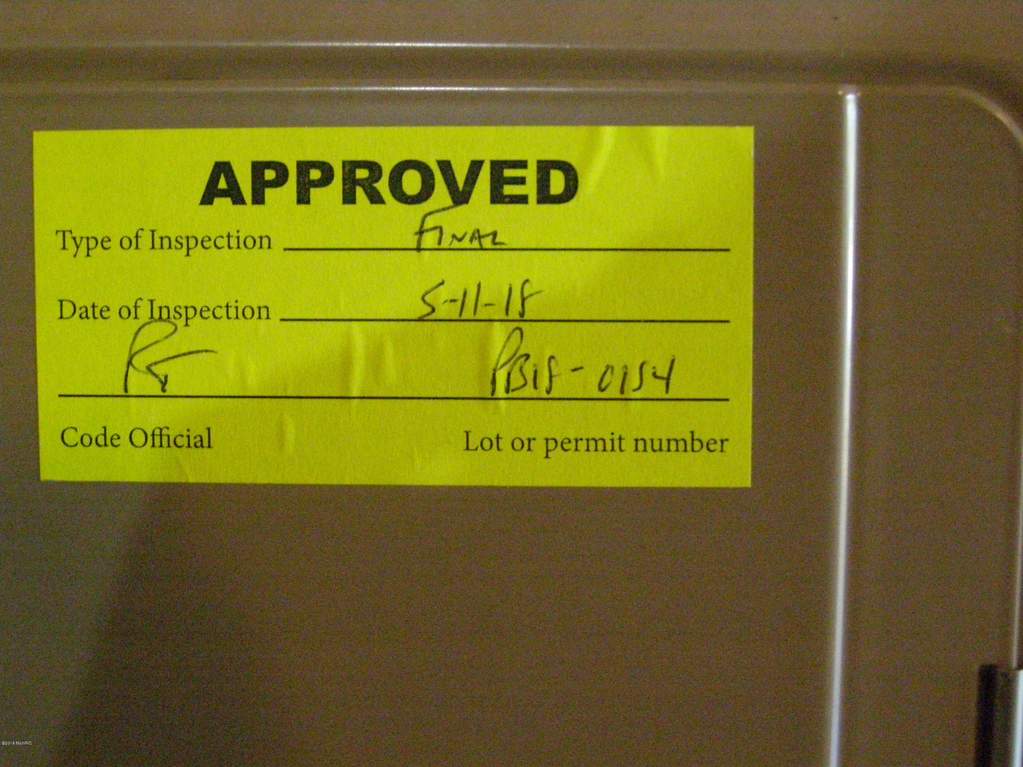 APPROVED
Type of Inspection FINAL
Date of Inspection 5-11-18
PB18-0154
Code Official Lot or permit number